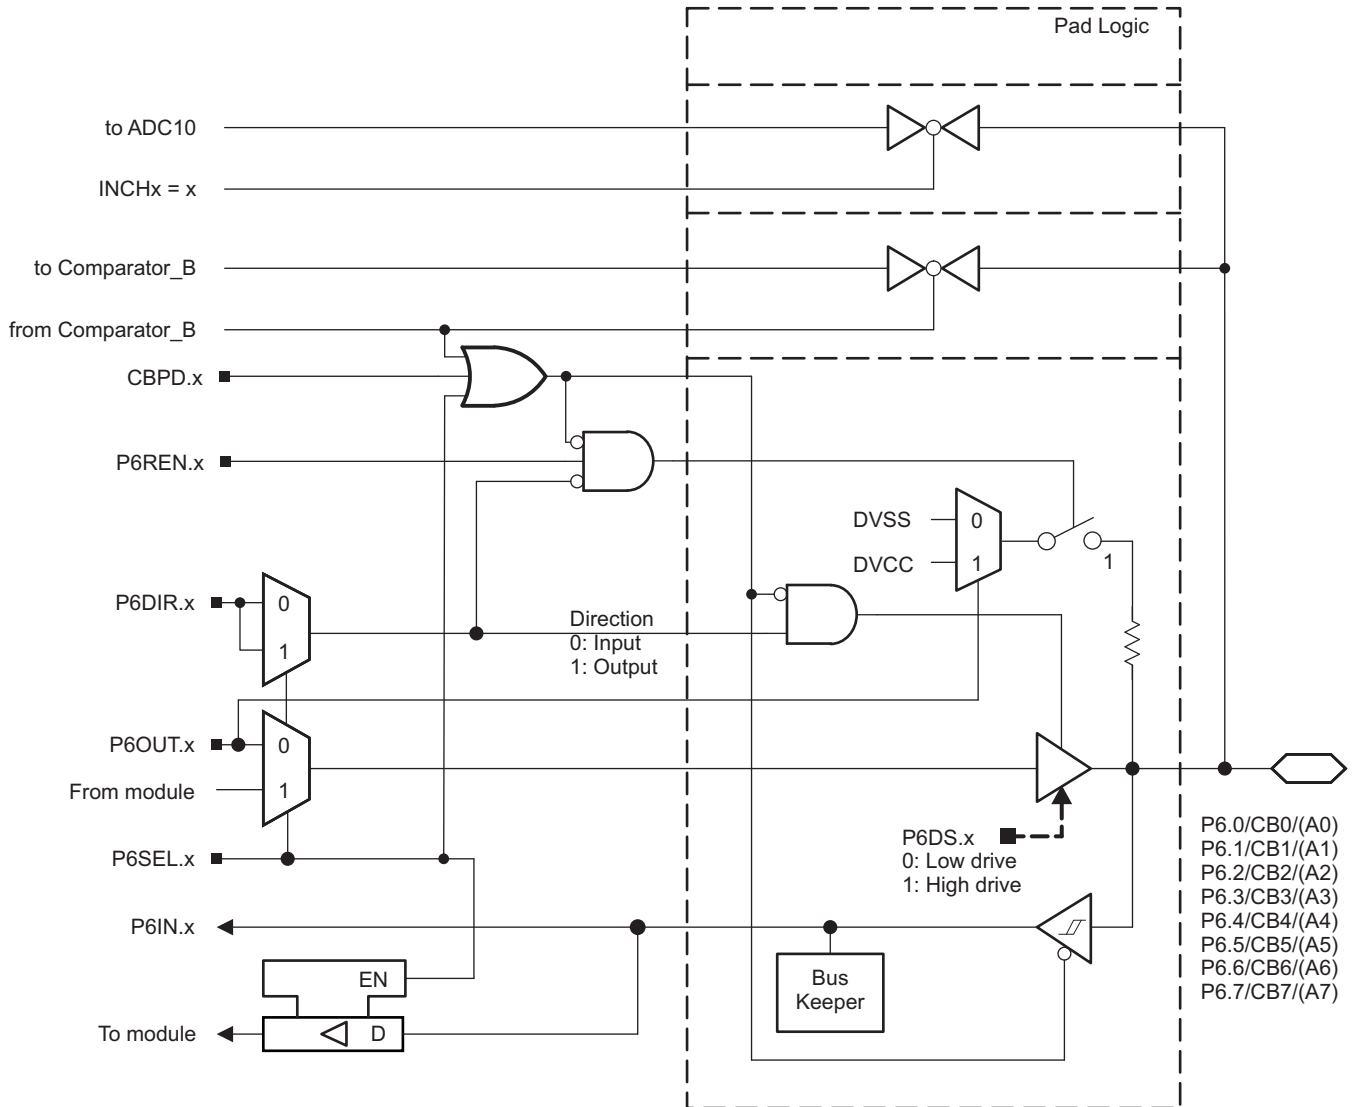 Pad Logic
to ADC10
INCHx = x
to Comparator_B
from Comparator_B
CBPD.x
P6REN.x
DVSS
0
DVCC
1
1
P6DIR.x
0
1
Direction
0: Input
1: Output
P6OUT.x
0
From module
1
P6SEL.x
P6DS.x
0: Low drive
1: High drive
P6.0/CB0/(A0)
P6.1/CB1/(A1)
P6.2/CB2/(A2)
P6.3/CB3/(A3)
P6.4/CB4/(A4)
P6.5/CB5/(A5)
P6.6/CB6/(A6)
P6.7/CB7/(A7)
P6IN.x
Bus
Keeper
EN
To module
D